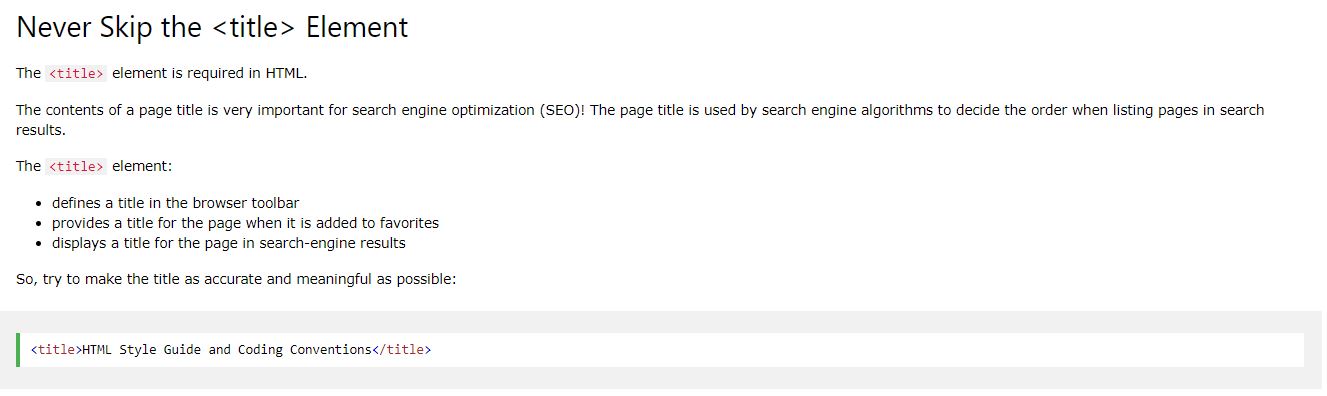 Never Skip the <title> Element
The <title> element is required in HTML.
The contents of a page title is very important for search engine optimization (SEO)! The page title is used by search engine algorithms to decide the order when listing pages in search
results.
The <title> element:
• defines a title in the browser toolbar
• provides a title for the page when it is added to favorites
• displays a title for the page in search-engine results
So, try to make the title as accurate and meaningful as possible:
<title>HTML Style Guide and Coding Conventions</title>